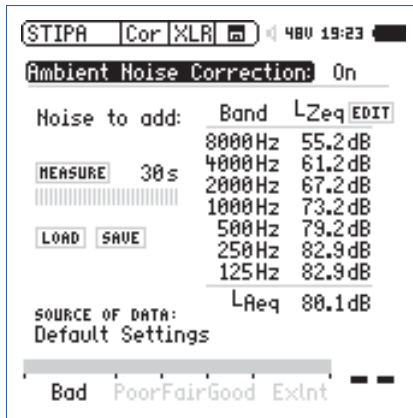 STIPA Cor XLR 48V 19:23
Ambient Noise Correction: On
Noise to add:
MEASURE 30s
LOAD SAVE
SOURCE OF DATA:
Default Settings
Band LZeq EDIT
8000Hz 55.2dB
4000Hz 61.2dB
2000Hz 67.2dB
1000Hz 73.2dB
500Hz 79.2dB
250Hz 82.9dB
125Hz 82.9dB
LAeq 80.1dB
Bad Poor Fair Good Exlnt --